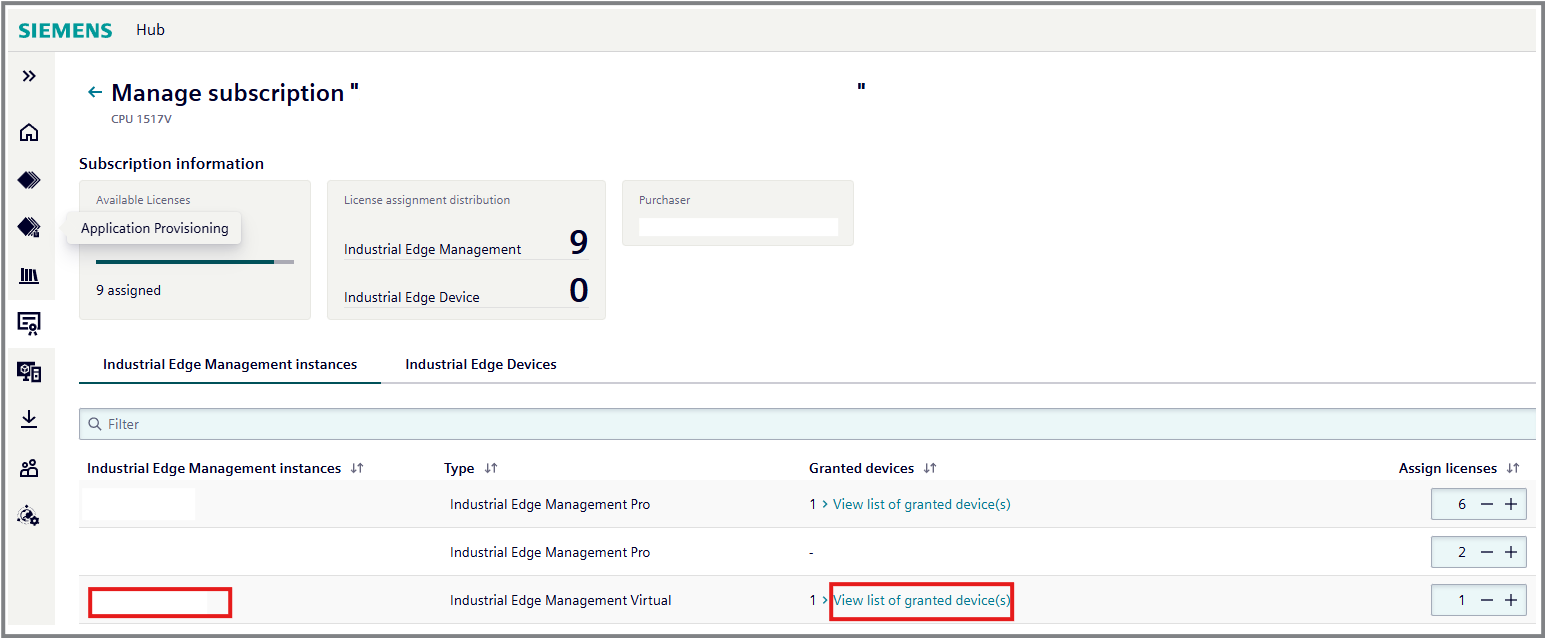 SIEMENS Hub
Manage subscription " "
CPU 1517V
Subscription information
Available Licenses
Application Provisioning
9 assigned
License assignment distribution
Industrial Edge Management 9
Industrial Edge Device 0
Purchaser
Industrial Edge Management instances Industrial Edge Devices
Filter
Industrial Edge Management instances Type Granted devices Assign licenses
Industrial Edge Management Pro 1 > View list of granted device(s) 6 − +
Industrial Edge Management Pro - 2 − +
Industrial Edge Management Virtual 1 > View list of granted device(s) 1 − +